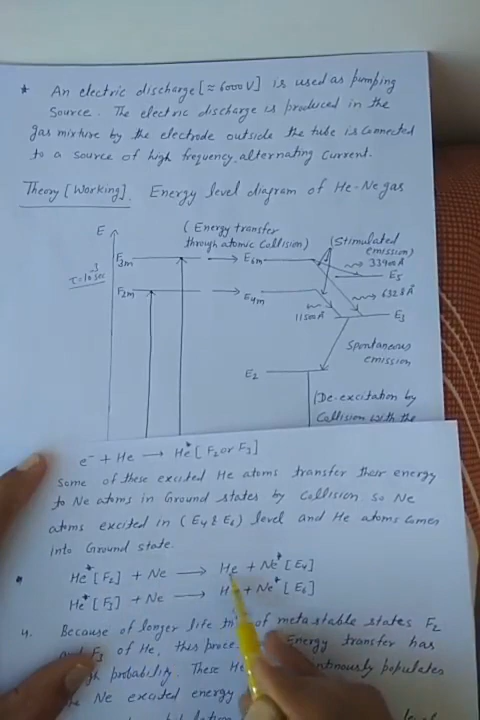 * An electric discharge [≈ 6000 V] is used as pumping
source. The electric discharge is produced in the
gas mixture by the electrode outside the tube is connected
to a source of high frequency, alternating current.
Theory [Working]. Energy level diagram of He-Ne gas
E
(Energy transfer
through atomic Collision)
(Stimulated
emission)
F3m
E6m
3390 Å
E5
F2m
E4m
6328 Å
11500 Å
E3
Spontaneous
emission
E2
De-excitation by
Collision with the
e⁻ + He → He* [F2 or F3]
Some of these excited He atoms transfer their energy
to Ne atoms in Ground states by Collision so Ne
atoms excited in (E4 & E6) level and He atoms comes
into Ground state.
He* [F2] + Ne → He + Ne* [E4]
He* [F3] + Ne → H + Ne* [E6]
4. Because of longer life of metastable states F2
F3 of He, this Energy transfer has
probability. These He populates
Ne excited energy